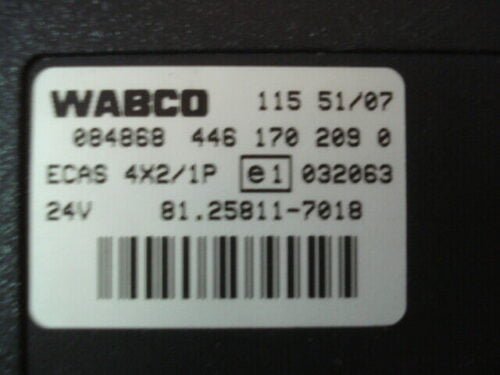 WABCO 115 51/07
084868 446 170 209 0
ECAS 4X2/1P e1 032063
24V 81.25811-7018